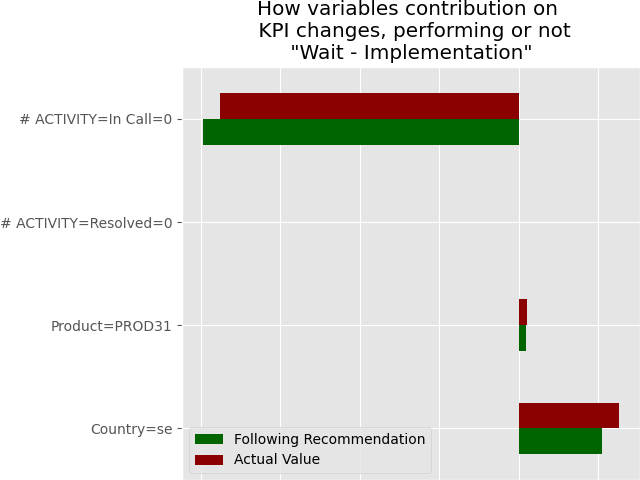 How variables contribution on
KPI changes, performing or not
"Wait - Implementation"
# ACTIVITY=In Call=0
# ACTIVITY=Resolved=0
Product=PROD31
Country=se
Following Recommendation
Actual Value